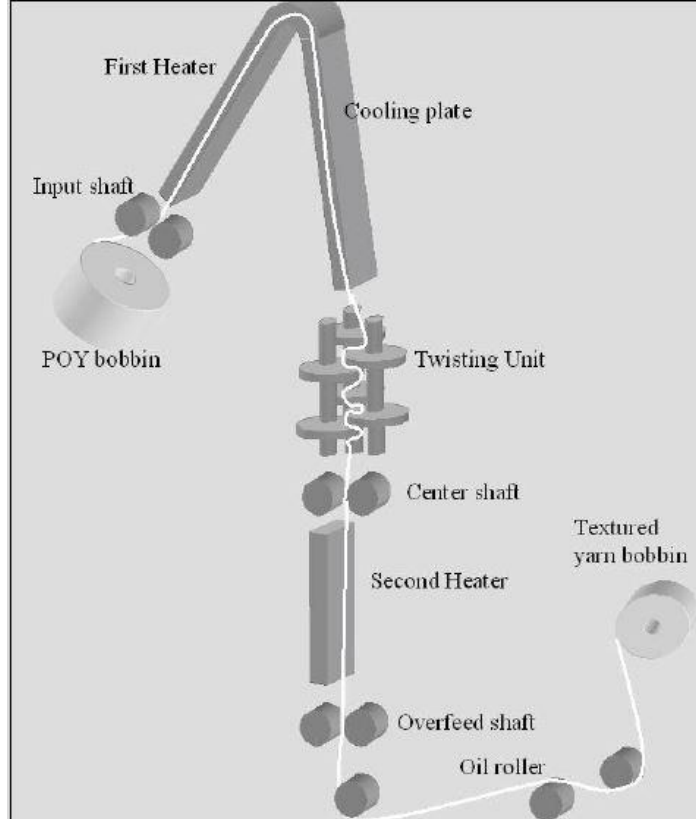 First Heater
Cooling plate
Input shaft
POY bobbin
Twisting Unit
Center shaft
Textured
yarn bobbin
Second Heater
Overfeed shaft
Oil roller